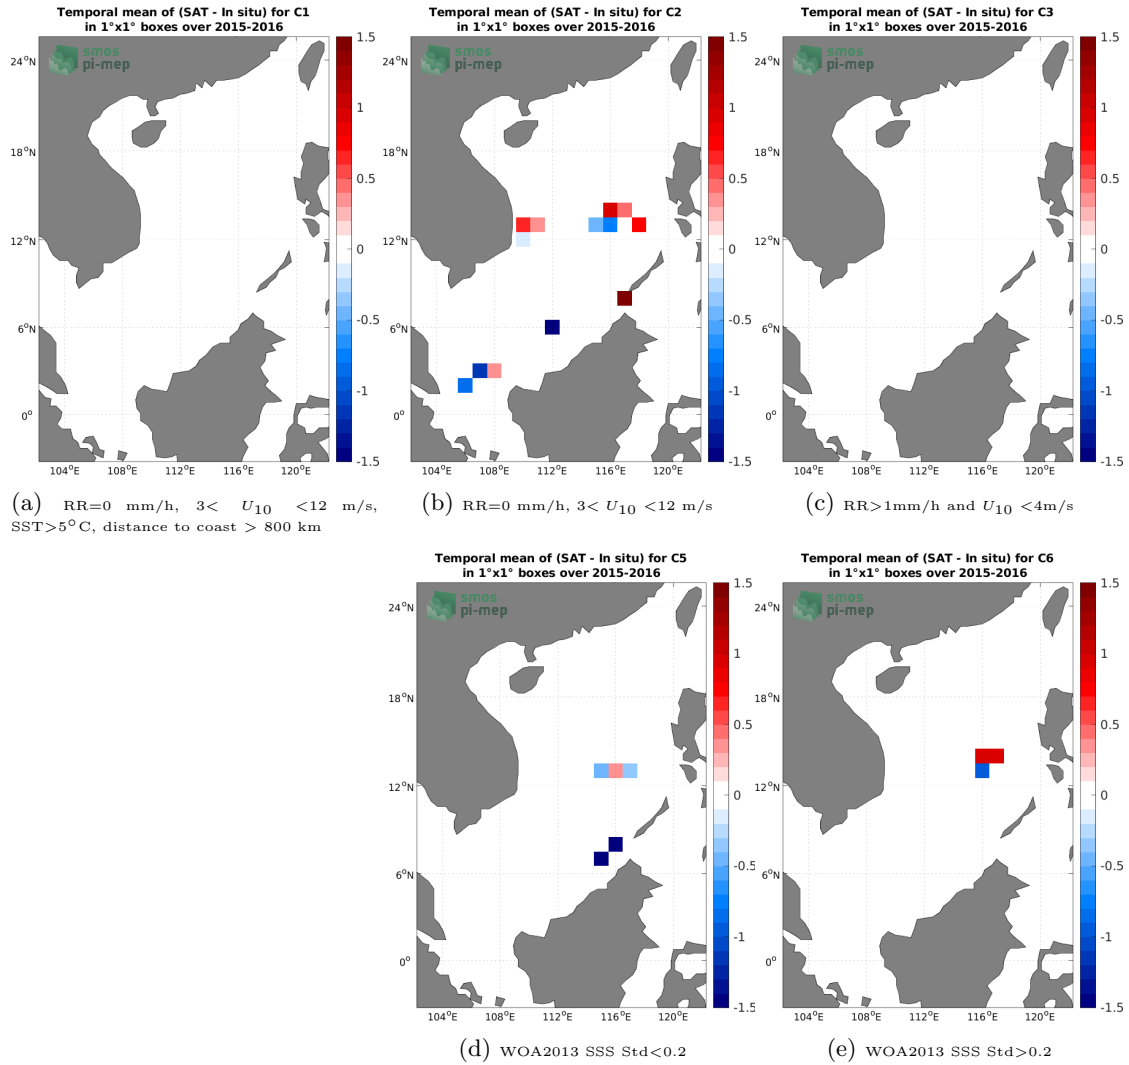 Temporal mean of (SAT - In situ) for C1
in 1°x1° boxes over 2015-2016
smos
pi-mep
24°N
18°N
12°N
6°N
0°
104°E 108°E 112°E 116°E 120°E
1.5
1
0.5
0
-0.5
-1
-1.5
(a) RR=0 mm/h, 3< U10 <12 m/s,
SST>5°C, distance to coast > 800 km
Temporal mean of (SAT - In situ) for C2
in 1°x1° boxes over 2015-2016
smos
pi-mep
24°N
18°N
12°N
6°N
0°
104°E 108°E 112°E 116°E 120°E
1.5
1
0.5
0
-0.5
-1
-1.5
(b) RR=0 mm/h, 3< U10 <12 m/s
Temporal mean of (SAT - In situ) for C3
in 1°x1° boxes over 2015-2016
smos
pi-mep
24°N
18°N
12°N
6°N
0°
104°E 108°E 112°E 116°E 120°E
1.5
1
0.5
0
-0.5
-1
-1.5
(c) RR>1mm/h and U10 <4m/s
Temporal mean of (SAT - In situ) for C5
in 1°x1° boxes over 2015-2016
smos
pi-mep
24°N
18°N
12°N
6°N
0°
104°E 108°E 112°E 116°E 120°E
1.5
1
0.5
0
-0.5
-1
-1.5
(d) WOA2013 SSS Std<0.2
Temporal mean of (SAT - In situ) for C6
in 1°x1° boxes over 2015-2016
smos
pi-mep
24°N
18°N
12°N
6°N
0°
104°E 108°E 112°E 116°E 120°E
1.5
1
0.5
0
-0.5
-1
-1.5
(e) WOA2013 SSS Std>0.2